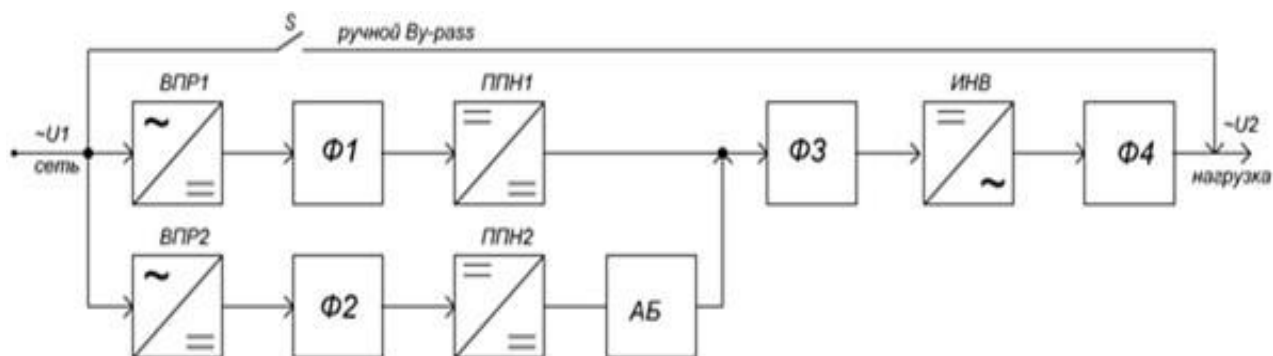 S
ручной By-pass
ВПР1
ППН1
ИНВ
~U1
~U2
сеть
~
Ф1
Ф3
~
Ф4
нагрузка
ВПР2
ППН2
~
Ф2
АБ